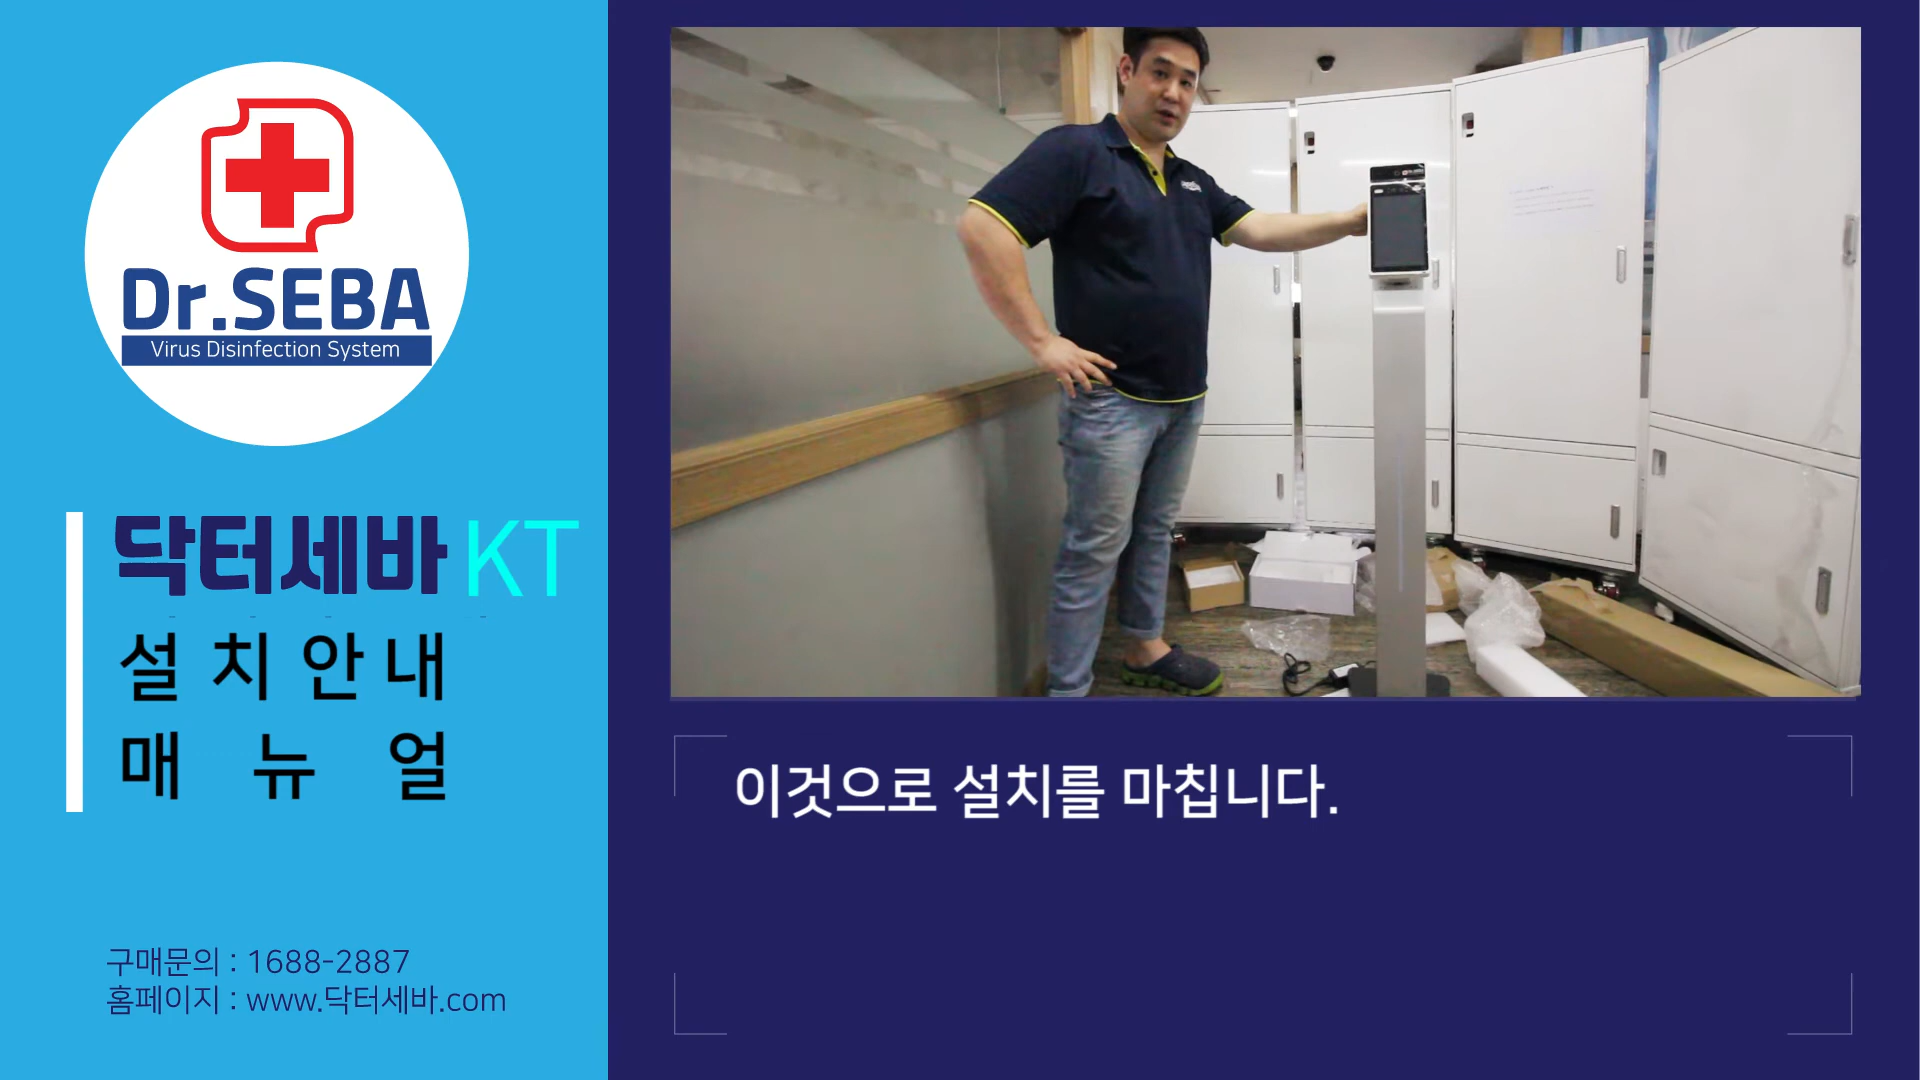 Dr.SEBA
Virus Disinfection System
닥터세바 KT
설치안내
매뉴얼
구매문의 : 1688-2887
홈페이지 : www.닥터세바.com
이것으로 설치를 마칩니다.